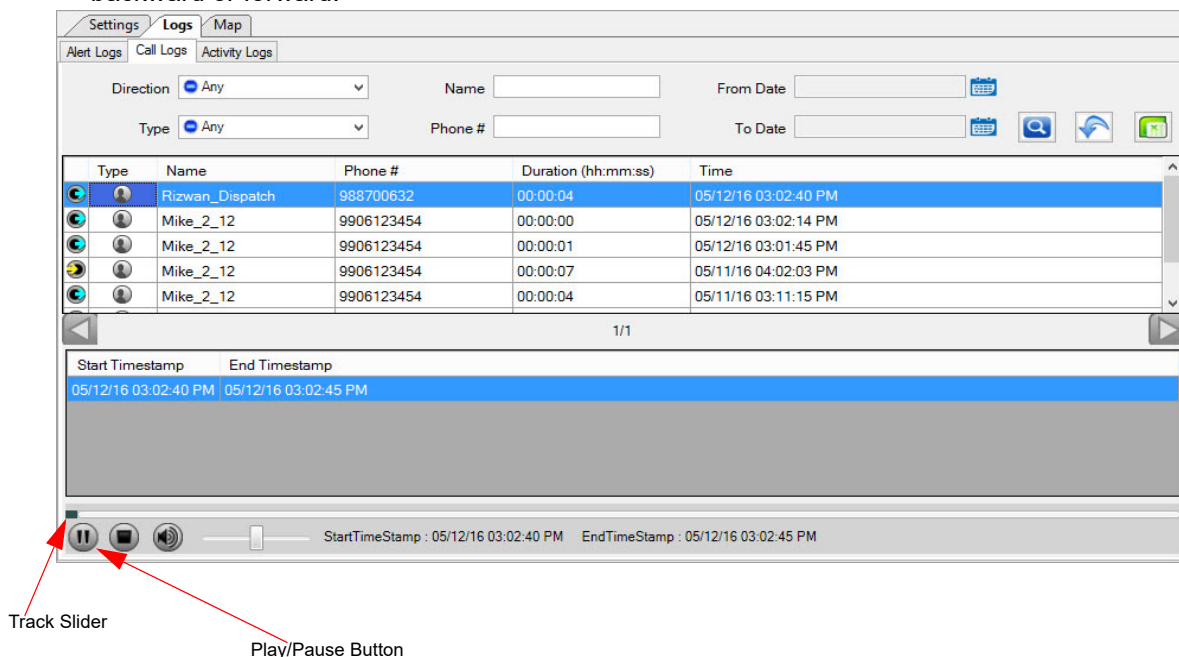 backward or forward.
Settings Logs Map
Alert Logs Call Logs Activity Logs
Direction Any Name From Date
Type Any Phone # To Date
Type Name Phone # Duration (hh:mm:ss) Time
Rizwan_Dispatch 988700632 00:00:04 05/12/16 03:02:40 PM
Mike_2_12 9906123454 00:00:00 05/12/16 03:02:14 PM
Mike_2_12 9906123454 00:00:01 05/12/16 03:01:45 PM
Mike_2_12 9906123454 00:00:07 05/11/16 04:02:03 PM
Mike_2_12 9906123454 00:00:04 05/11/16 03:11:15 PM
1/1
Start Timestamp End Timestamp
05/12/16 03:02:40 PM 05/12/16 03:02:45 PM
StartTimeStamp : 05/12/16 03:02:40 PM EndTimeStamp : 05/12/16 03:02:45 PM
Track Slider
Play/Pause Button